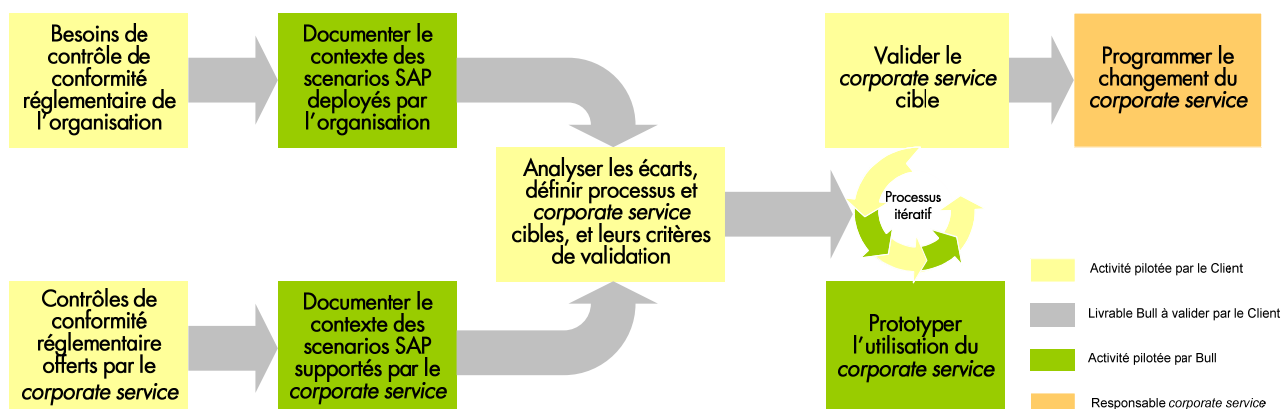 Besoins de
contrôle de
conformité
réglementaire de
l'organisation
Documenter le
contexte des
scenarios SAP
deployés par
l'organisation
Contrôles de
conformité
réglementaire
offerts par le
corporate service
Documenter le
contexte des
scenarios SAP
supportés par le
corporate service
Analyser les écarts,
définir processus et
corporate service
cibles, et leurs critères
de validation
Valider le
corporate service
cible
Programmer le
changement du
corporate service
Processus
itératif
Prototyper
l'utilisation du
corporate service
Activité pilotée par le Client
Livrable Bull à valider par le Client
Activité pilotée par Bull
Responsable corporate service